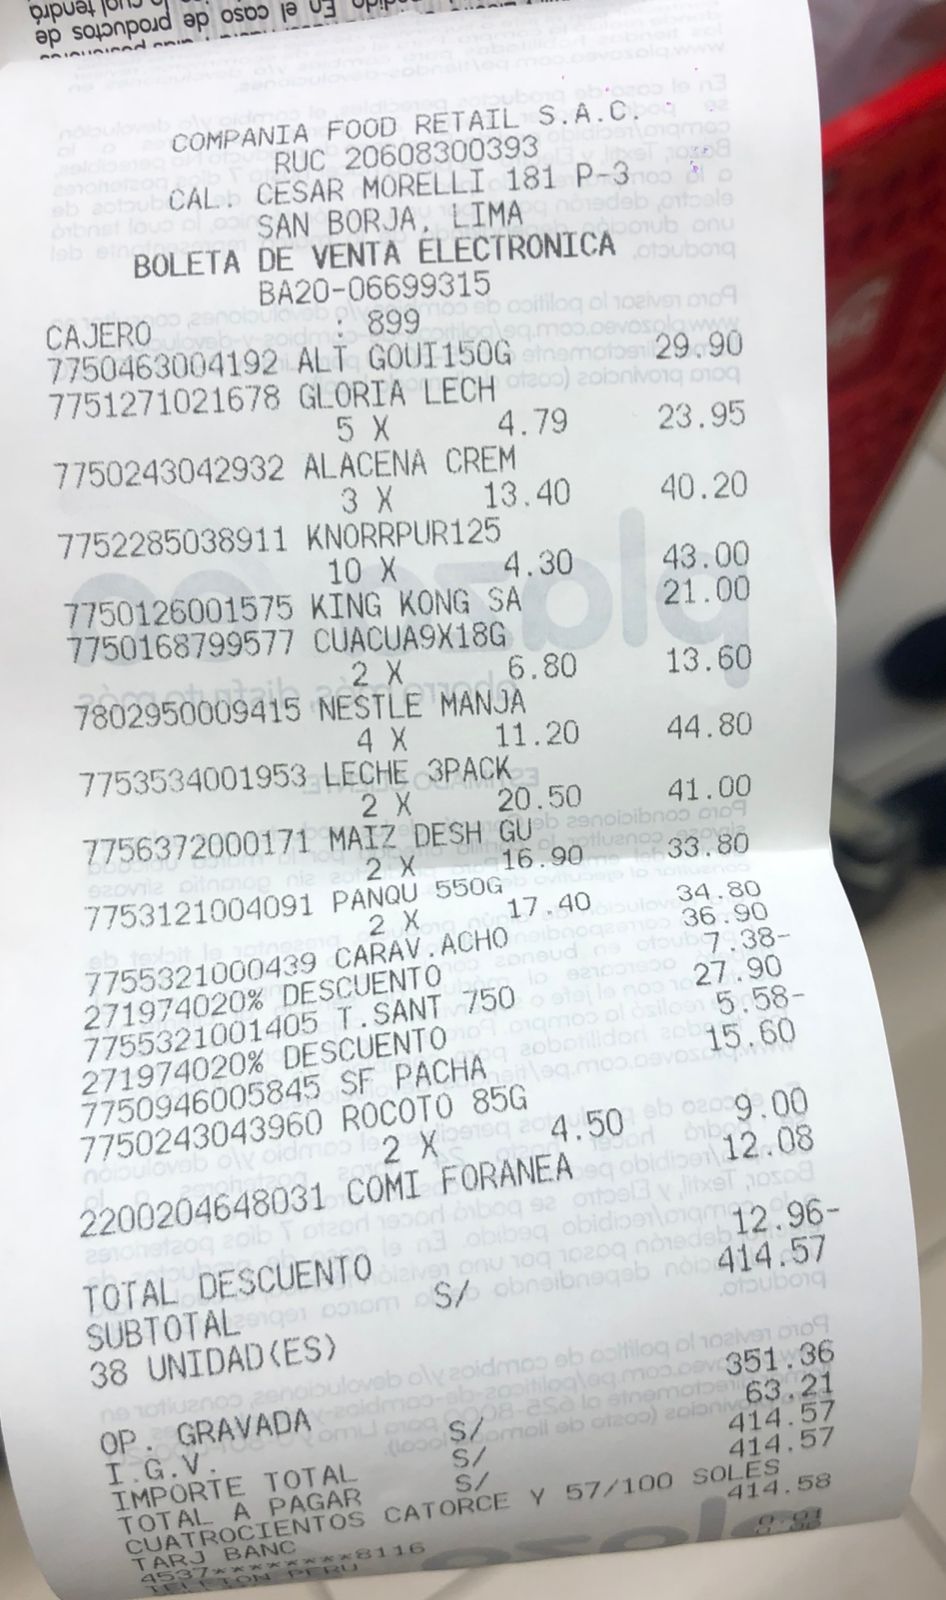 COMPANIA FOOD RETAIL S.A.C.
RUC 20608300393
CAL. CESAR MORELLI 181 P-3
SAN BORJA, LIMA
BOLETA DE VENTA ELECTRONICA
BA20-06699315
CAJERO : 899
7750463004192 ALT GOUI150G 29.90
7751271021678 GLORIA LECH
5 X 4.79 23.95
7750243042932 ALACENA CREM
3 X 13.40 40.20
7752285038911 KNORRPUR125
10 X 4.30 43.00
7750126001575 KING KONG SA 21.00
7750168799577 CUACUA9X18G
2 X 6.80 13.60
7802950009415 NESTLE MANJA
4 X 11.20 44.80
7753534001953 LECHE 3PACK
2 X 20.50 41.00
7756372000171 MAIZ DESH GU
2 X 16.90 33.80
7753121004091 PANQU 550G
2 X 17.40 34.80
7755321000439 CARAV.ACHO 36.90
271974020% DESCUENTO 7.38-
7755321001405 T.SANT 750 27.90
271974020% DESCUENTO 5.58-
7750946005845 SF PACHA 15.60
7750243043960 ROCOTO 85G
2 X 4.50 9.00
2200204648031 COMI FORANEA 12.08
TOTAL DESCUENTO 12.96-
SUBTOTAL S/ 414.57
38 UNIDAD(ES)
OP. GRAVADA S/ 351.36
I.G.V. S/ 63.21
IMPORTE TOTAL S/ 414.57
TOTAL A PAGAR 414.57
CUATROCIENTOS CATORCE Y 57/100 SOLES
TARJ BANC 414.58
4537********8116
TELETON PERU 0.01